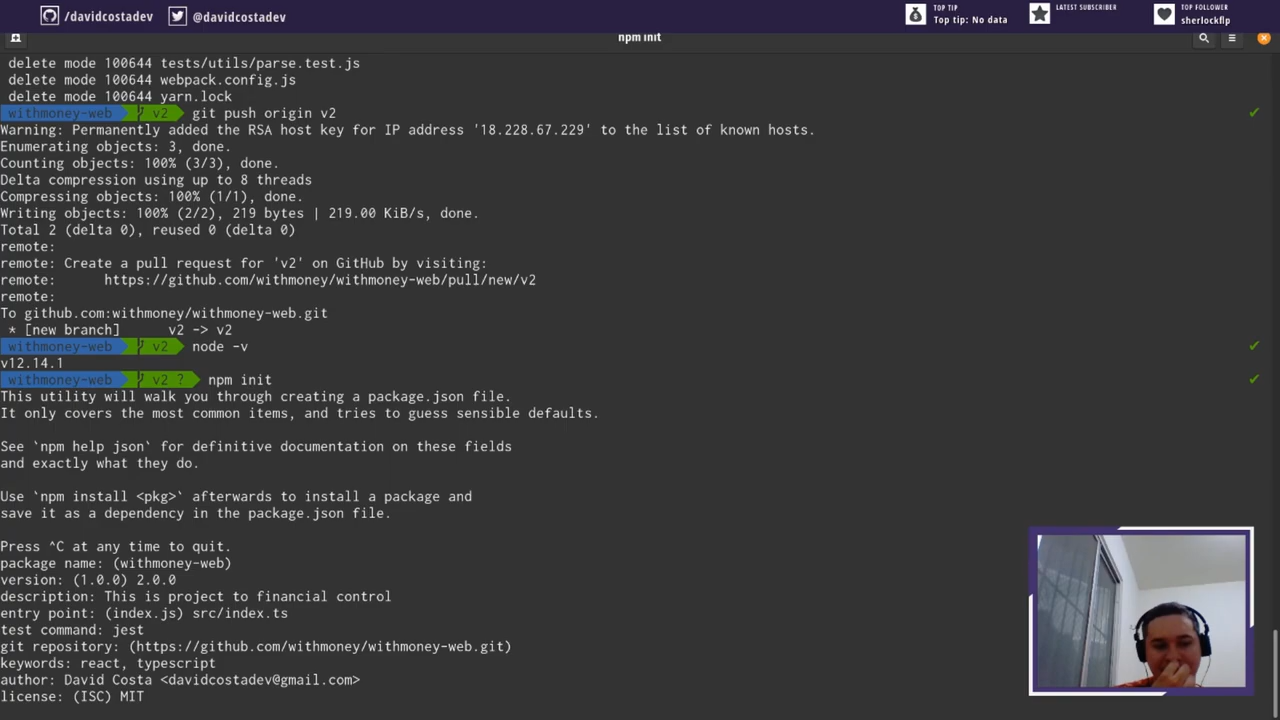 /davidcostadev
@davidcostadev
TOP TIP
Top tip: No data
LATEST SUBSCRIBER
TOP FOLLOWER
sherlockflp
npm init
delete mode 100644 tests/utils/parse.test.js
delete mode 100644 webpack.config.js
delete mode 100644 yarn.lock
withmoney-web v2 git push origin v2
Warning: Permanently added the RSA host key for IP address '18.228.67.229' to the list of known hosts.
Enumerating objects: 3, done.
Counting objects: 100% (3/3), done.
Delta compression using up to 8 threads
Compressing objects: 100% (1/1), done.
Writing objects: 100% (2/2), 219 bytes | 219.00 KiB/s, done.
Total 2 (delta 0), reused 0 (delta 0)
remote:
remote: Create a pull request for 'v2' on GitHub by visiting:
remote:      https://github.com/withmoney/withmoney-web/pull/new/v2
remote:
To github.com:withmoney/withmoney-web.git
* [new branch]      v2 -> v2
withmoney-web v2 node -v
v12.14.1
withmoney-web v2 ? npm init
This utility will walk you through creating a package.json file.
It only covers the most common items, and tries to guess sensible defaults.
See `npm help json` for definitive documentation on these fields
and exactly what they do.
Use `npm install <pkg>` afterwards to install a package and
save it as a dependency in the package.json file.
Press ^C at any time to quit.
package name: (withmoney-web)
version: (1.0.0) 2.0.0
description: This is project to financial control
entry point: (index.js) src/index.ts
test command: jest
git repository: (https://github.com/withmoney/withmoney-web.git)
keywords: react, typescript
author: David Costa <davidcostadev@gmail.com>
license: (ISC) MIT